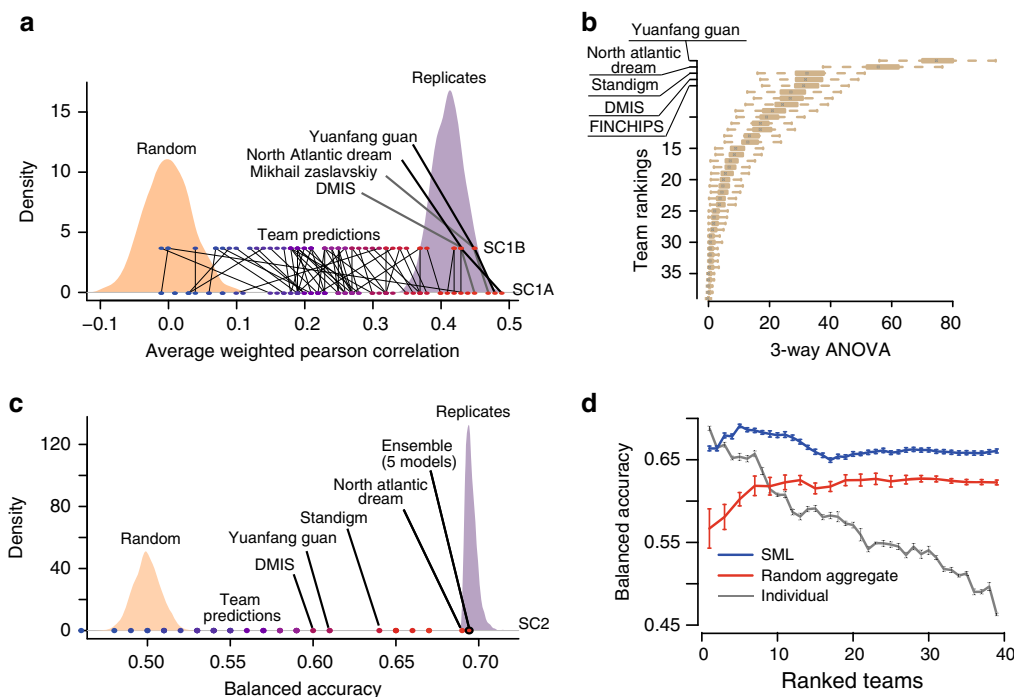 a
Replicates
15
Yuanfang guan
North Atlantic dream
Mikhail zaslavskiy
DMIS
Random
10
Density
5
Team predictions
SC1B
0
SC1A
−0.1
0.0
0.1
0.2
0.3
0.4
0.5
Average weighted pearson correlation
b
Yuanfang guan
North atlantic
dream
Standigm
DMIS
FINCHIPS
15
20
25
30
35
Team rankings
0
20
40
60
80
3-way ANOVA
c
Replicates
120
Ensemble
(5 models)
North atlantic
dream
80
Density
Standigm
Random
Yuanfang guan
DMIS
40
Team
predictions
0
SC2
0.50
0.55
0.60
0.65
0.70
Balanced accuracy
d
0.65
0.55
0.45
Balanced accuracy
SML
Random aggregate
Individual
0
10
20
30
40
Ranked teams